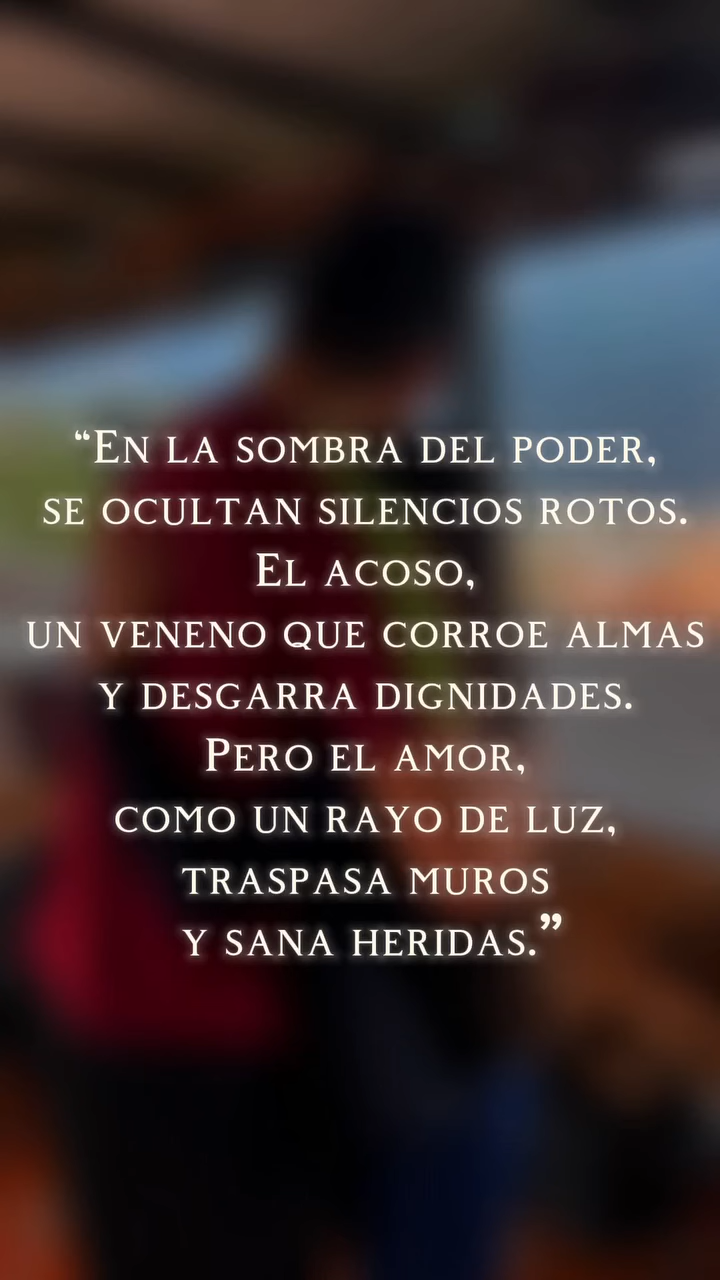 “En la sombra del poder,
se ocultan silencios rotos.
El acoso,
un veneno que corroe almas
y desgarra dignidades.
Pero el amor,
como un rayo de luz,
traspasa muros
y sana heridas.”